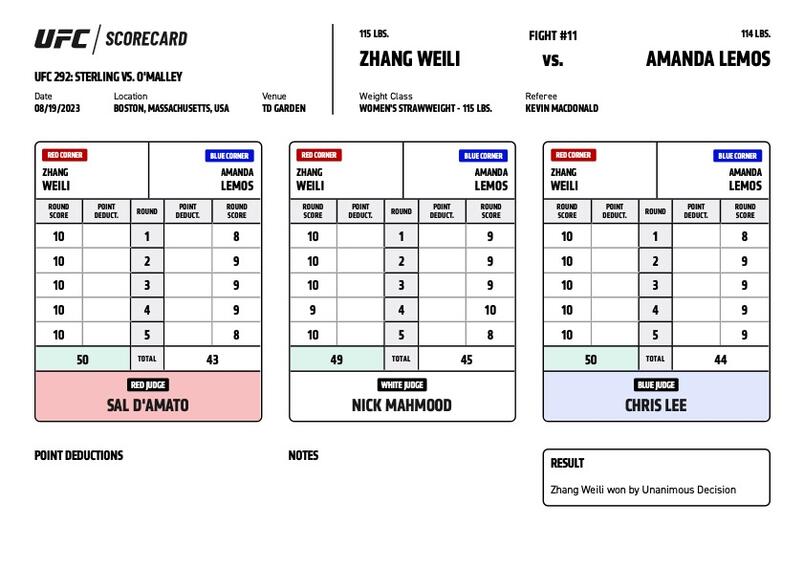 UFC / SCORECARD
UFC 292: STERLING VS. O'MALLEY
Date Location Venue
08/19/2023 BOSTON, MASSACHUSETTS, USA TD GARDEN
115 LBS. FIGHT #11 114 LBS.
ZHANG WEILI vs. AMANDA LEMOS
Weight Class Referee
WOMEN'S STRAWWEIGHT - 115 LBS. KEVIN MACDONALD
RED CORNER BLUE CORNER
ZHANG AMANDA
WEILI LEMOS
ROUND SCORE POINT DEDUCT. ROUND POINT DEDUCT. ROUND SCORE
10 1 8
10 2 9
10 3 9
10 4 9
10 5 8
50 TOTAL 43
RED JUDGE
SAL D'AMATO
RED CORNER BLUE CORNER
ZHANG AMANDA
WEILI LEMOS
ROUND SCORE POINT DEDUCT. ROUND POINT DEDUCT. ROUND SCORE
10 1 9
10 2 9
10 3 9
9 4 10
10 5 8
49 TOTAL 45
WHITE JUDGE
NICK MAHMOOD
RED CORNER BLUE CORNER
ZHANG AMANDA
WEILI LEMOS
ROUND SCORE POINT DEDUCT. ROUND POINT DEDUCT. ROUND SCORE
10 1 8
10 2 9
10 3 9
10 4 9
10 5 9
50 TOTAL 44
BLUE JUDGE
CHRIS LEE
POINT DEDUCTIONS
NOTES
RESULT
Zhang Weili won by Unanimous Decision